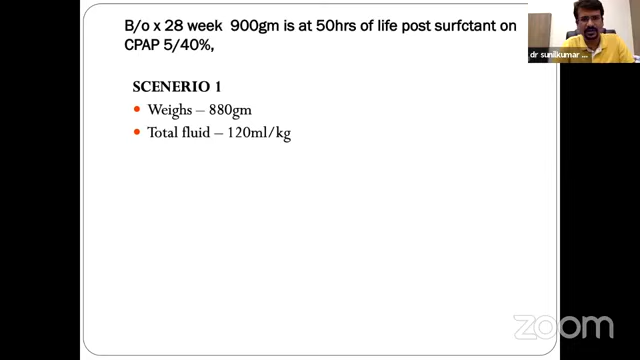 B/o x 28 week 900gm is at 50hrs of life post surfctant on
CPAP 5/40%,
dr sunilkumar ...
SCENERIO 1
• Weighs – 880gm
• Total fluid – 120ml/kg
zoom